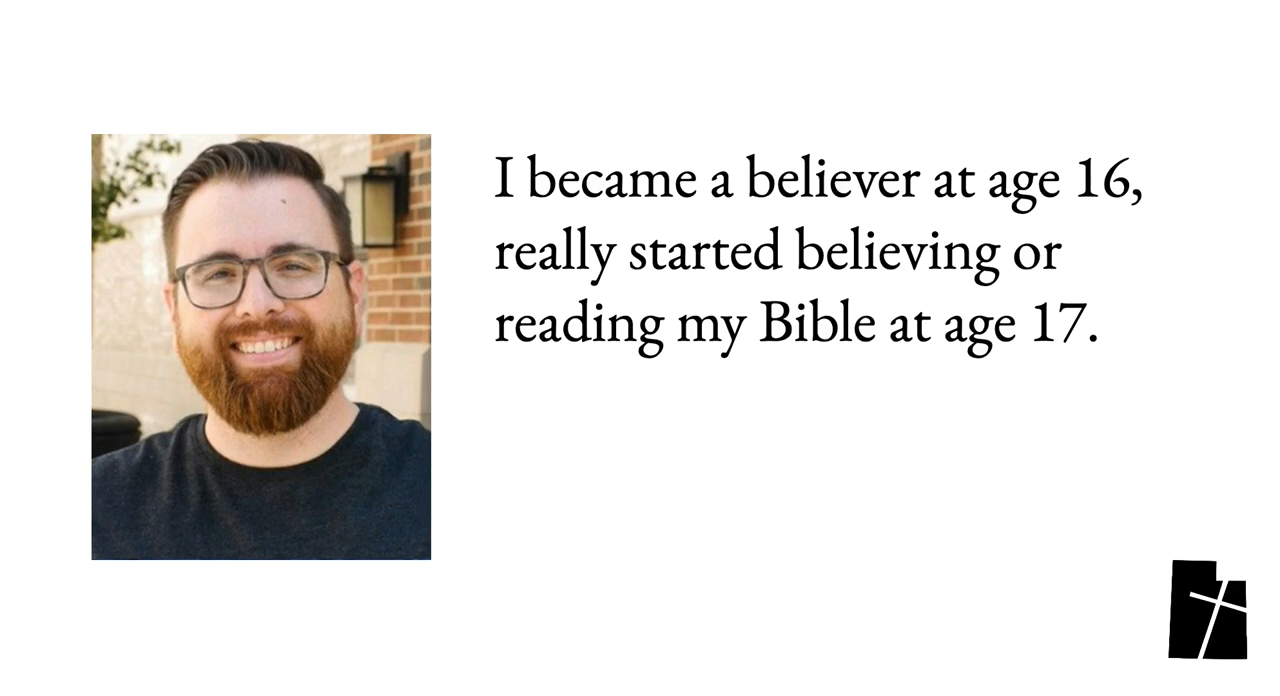 I became a believer at age 16,
really started believing or
reading my Bible at age 17.